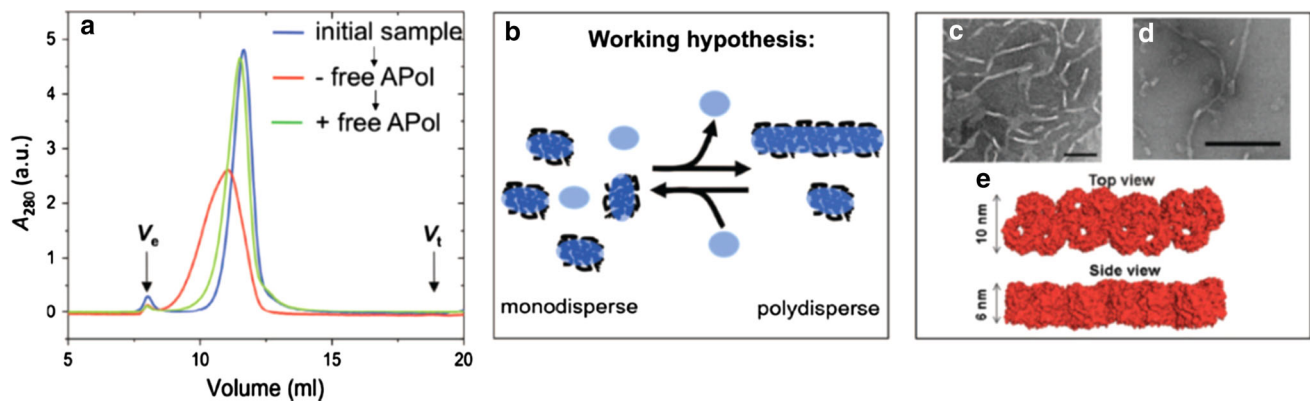 a
initial sample
- free APol
+ free APol
A280 (a.u.)
5
4
3
2
1
0
Ve
Vt
5
10
15
20
Volume (ml)
b
Working hypothesis:
monodisperse
polydisperse
c
d
e
Top view
10 nm
Side view
6 nm